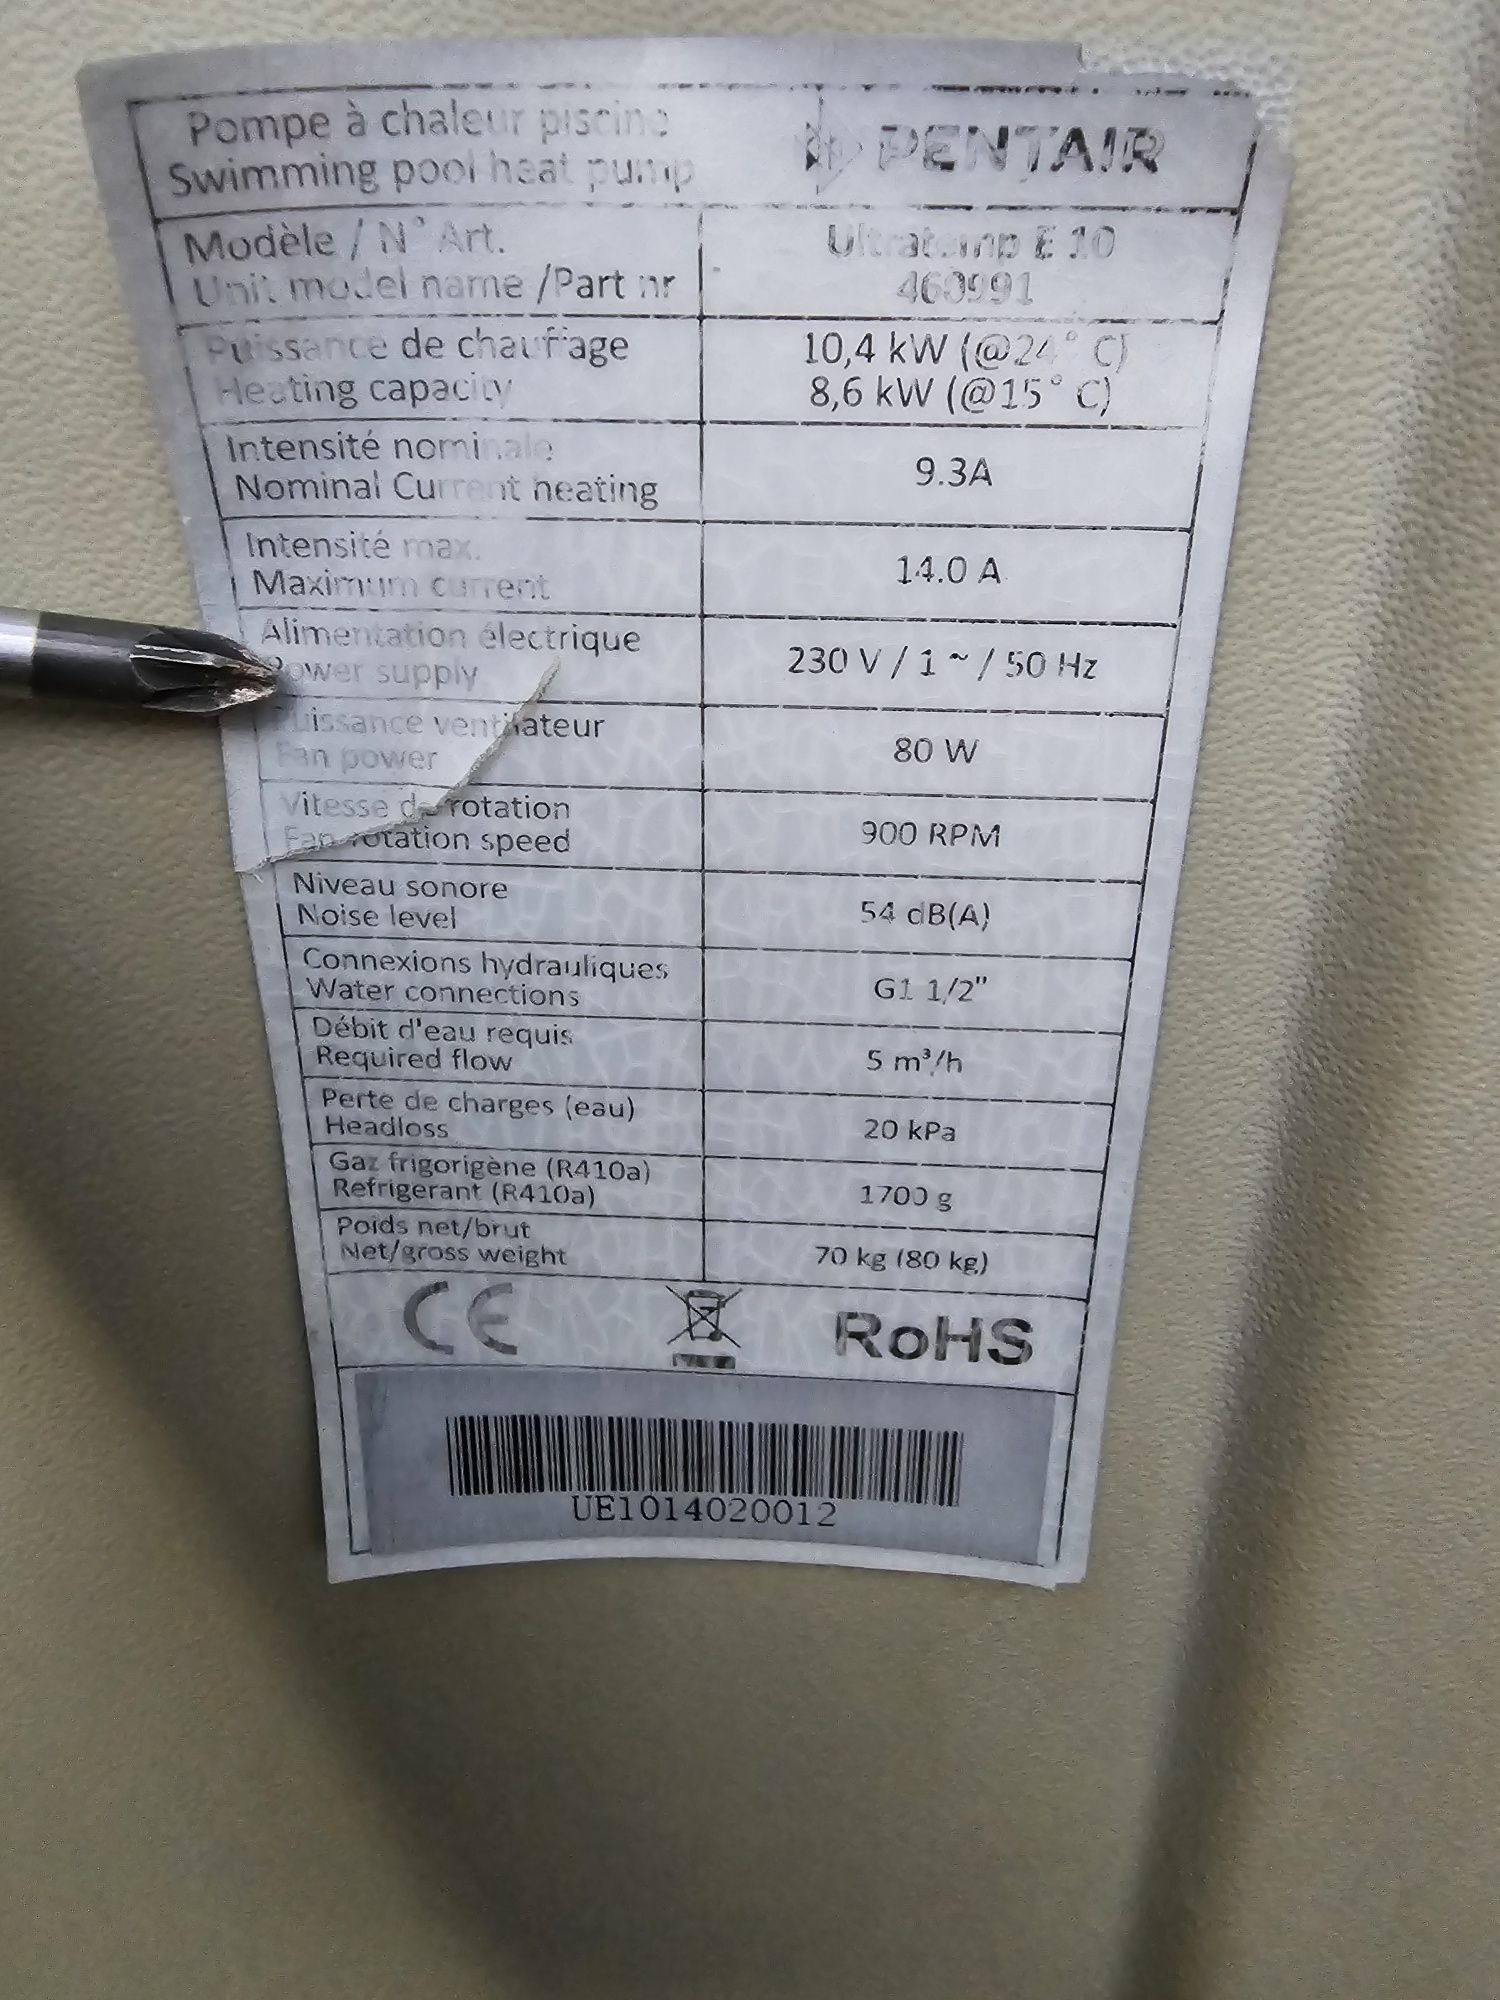 Pompe à chaleur piscine
Swimming pool heat pump
PENTAIR
Modèle / N° Art.
Unit model name /Part nr
Ultratemp E 10
460991
Puissance de chauffage
Heating capacity
10,4 kW (@24° C)
8,6 kW (@15° C)
Intensité nominale
Nominal Current heating
9.3A
Intensité max.
Maximum current
14.0 A
Alimentation électrique
Power supply
230 V / 1 ~ / 50 Hz
Puissance ventilateur
Fan power
80 W
Vitesse de rotation
Fan rotation speed
900 RPM
Niveau sonore
Noise level
54 dB(A)
Connexions hydrauliques
Water connections
G1 1/2"
Débit d'eau requis
Required flow
5 m³/h
Perte de charges (eau)
Headloss
20 kPa
Gaz frigorigène (R410a)
Refrigerant (R410a)
1700 g
Poids net/brut
Net/gross weight
70 kg (80 kg)
CE
RoHS
UE1014020012